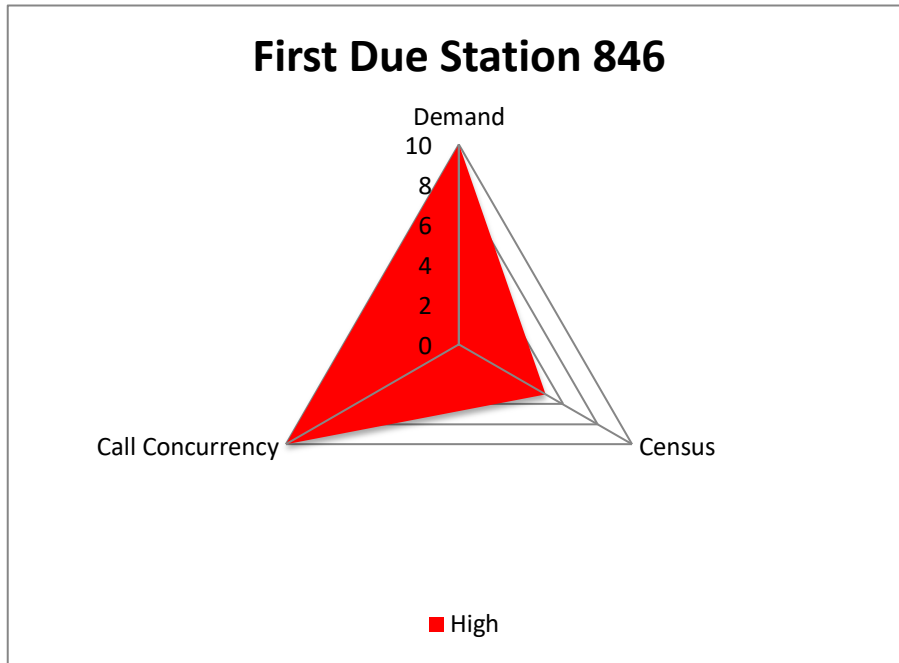 First Due Station 846
Demand
10
8
6
4
2
0
Call Concurrency
Census
High